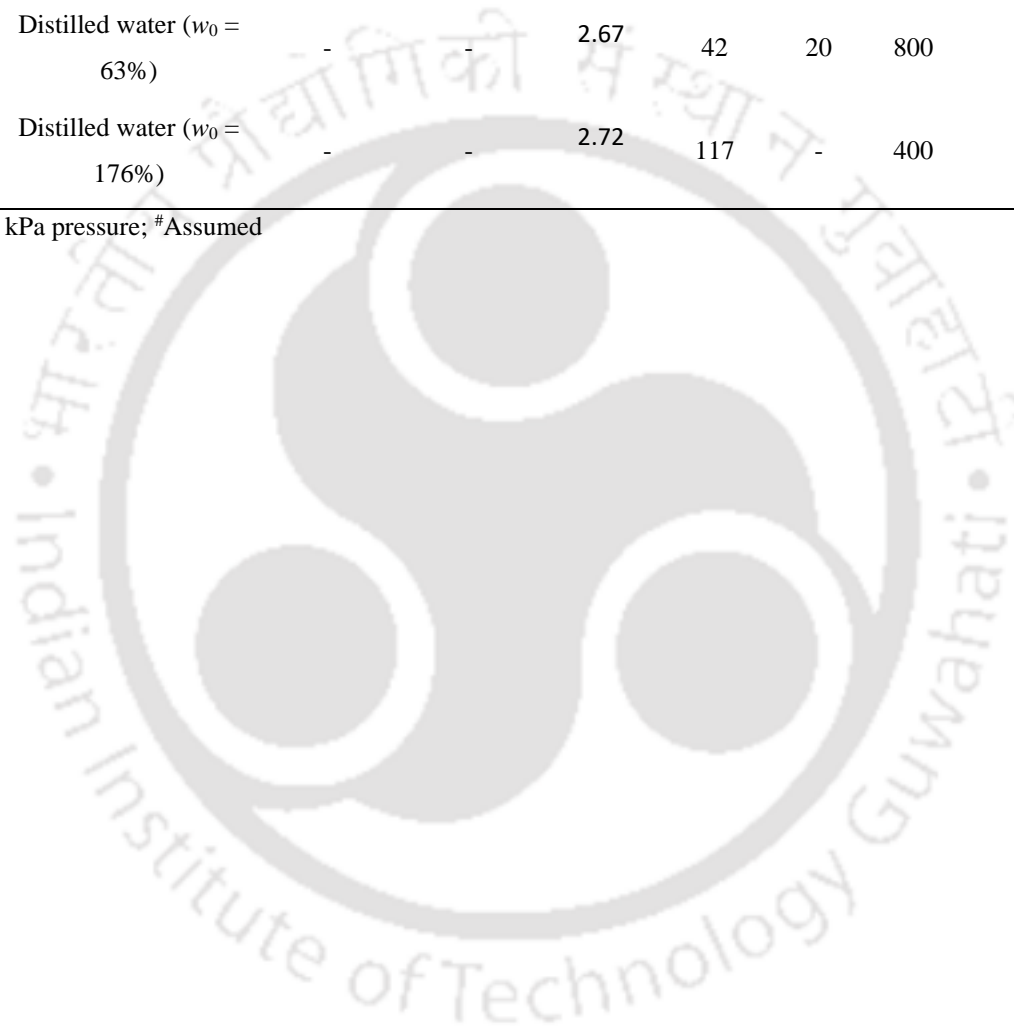 Distilled water (w₀ =
63%)
- - 2.67 42 20 800
Distilled water (w₀ =
176%)
- - 2.72 117 - 400
kPa pressure; #Assumed
भारतीय प्रौद्योगिकी संस्थान गुवाहाटी
Indian Institute of Technology Guwahati